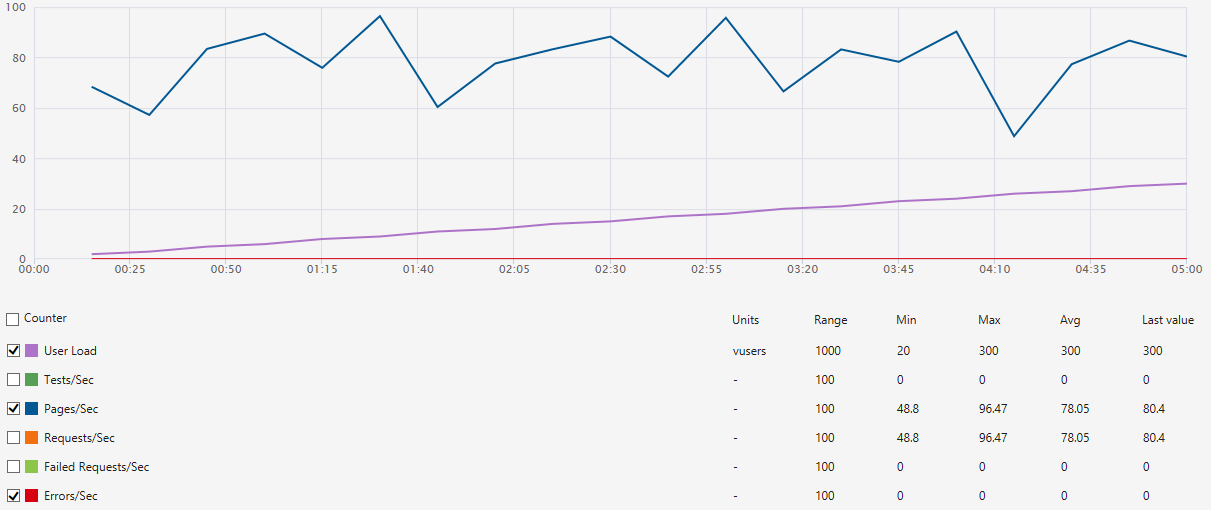 100
80
60
40
20
0
00:00 00:25 00:50 01:15 01:40 02:05 02:30 02:55 03:20 03:45 04:10 04:35 05:00
Counter Units Range Min Max Avg Last value
User Load vusers 1000 20 300 300 300
Tests/Sec - 100 0 0 0 0
Pages/Sec - 100 48.8 96.47 78.05 80.4
Requests/Sec - 100 48.8 96.47 78.05 80.4
Failed Requests/Sec - 100 0 0 0 0
Errors/Sec - 100 0 0 0 0